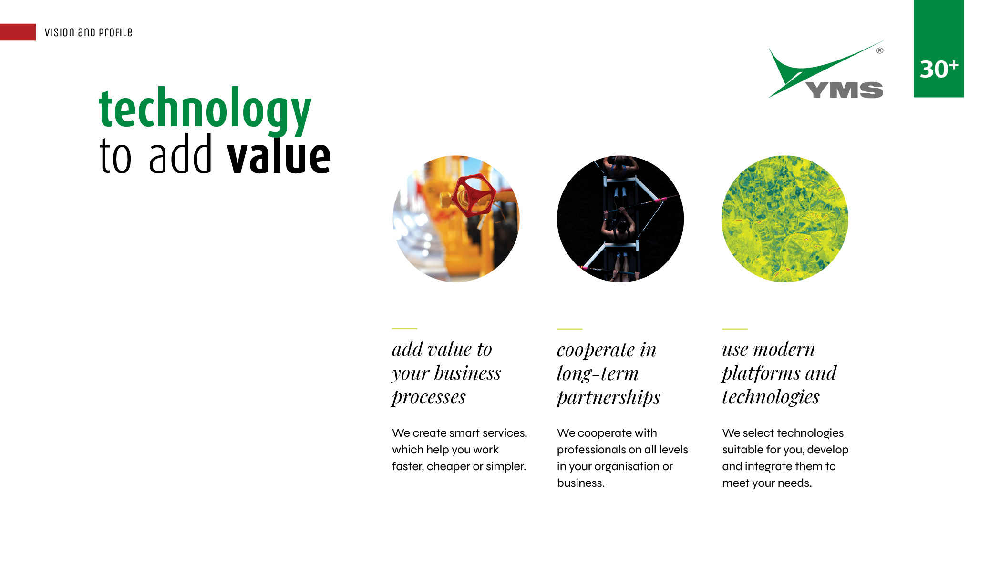 vision and profile
®
YMS
30+
technology
to add value
add value to
your business
processes
We create smart services,
which help you work
faster, cheaper or simpler.
cooperate in
long-term
partnerships
We cooperate with
professionals on all levels
in your organisation or
business.
use modern
platforms and
technologies
We select technologies
suitable for you, develop
and integrate them to
meet your needs.